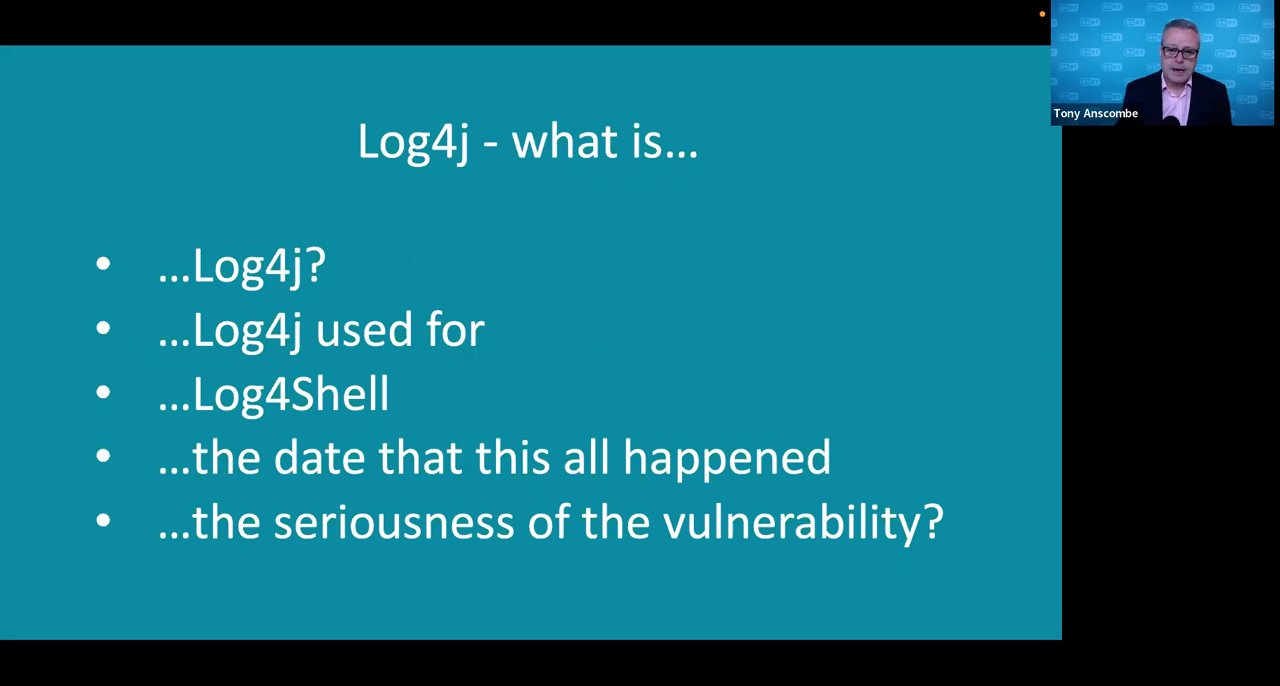 Log4j - what is...
• ...Log4j?
• ...Log4j used for
• ...Log4Shell
• ...the date that this all happened
• ...the seriousness of the vulnerability?
Tony Anscombe